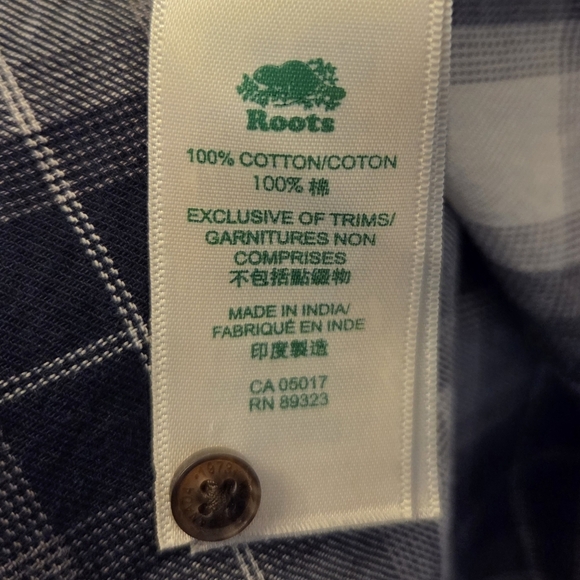 Roots
100% COTTON/COTON
100% 棉
EXCLUSIVE OF TRIMS/
GARNITURES NON
COMPRISES
不包括點綴物
MADE IN INDIA/
FABRIQUÉ EN INDE
印度製造
CA 05017
RN 89323